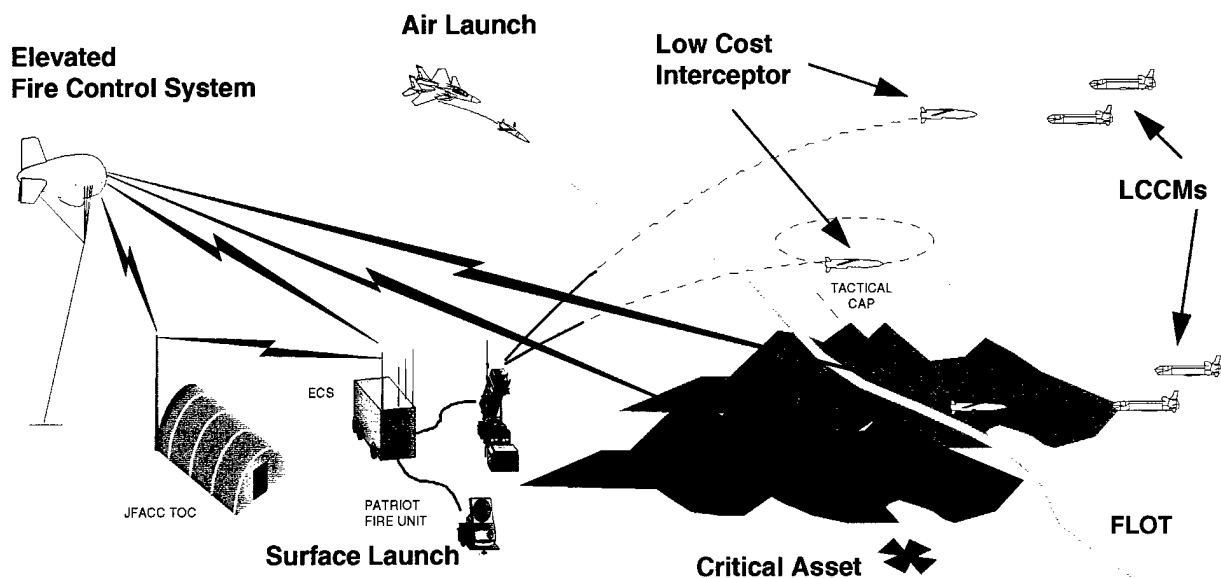 Air Launch
Elevated
Fire Control System
Low Cost
Interceptor
LCCMs
TACTICAL
CAP
ECS
JFACC TOC
PATRIOT
FIRE UNIT
Surface Launch
Critical Asset
FLOT